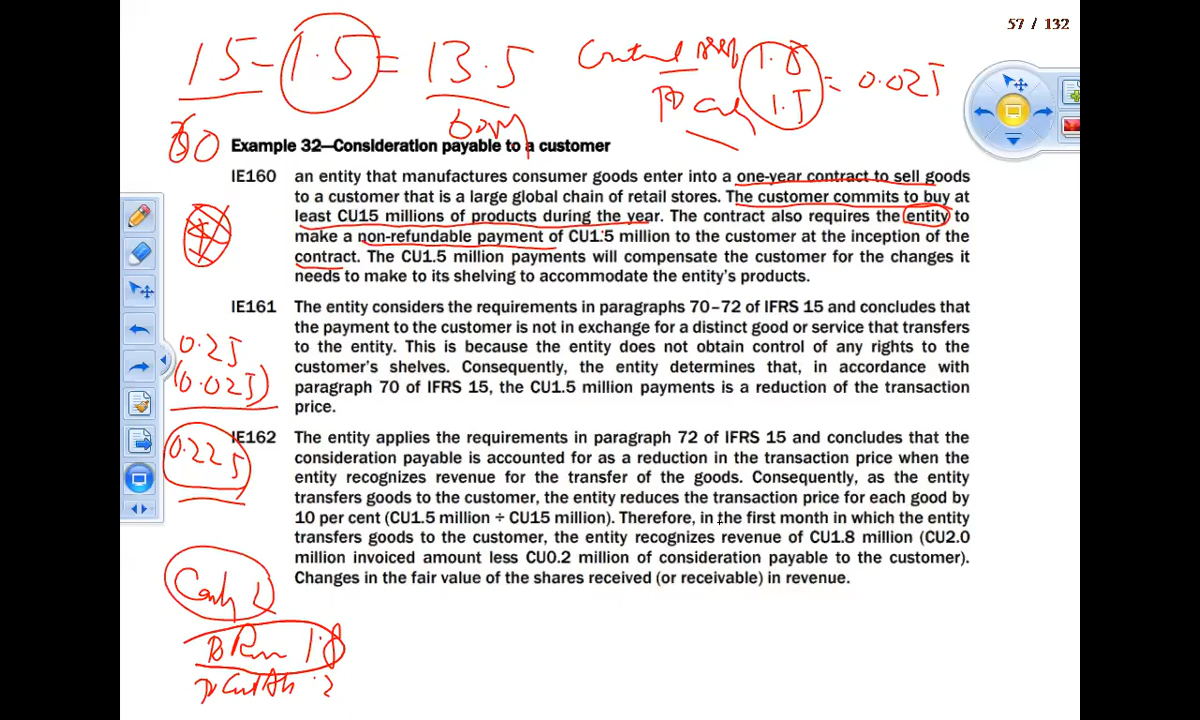 57 / 132
15 - 1.5 = 13.5
1.5
1.5
= 0.025
Example 32—Consideration payable to a customer
IE160 an entity that manufactures consumer goods enter into a one-year contract to sell goods
to a customer that is a large global chain of retail stores. The customer commits to buy at
least CU15 millions of products during the year. The contract also requires the entity to
make a non-refundable payment of CU1.5 million to the customer at the inception of the
contract. The CU1.5 million payments will compensate the customer for the changes it
needs to make to its shelving to accommodate the entity's products.
IE161 The entity considers the requirements in paragraphs 70–72 of IFRS 15 and concludes that
the payment to the customer is not in exchange for a distinct good or service that transfers
to the entity. This is because the entity does not obtain control of any rights to the
customer's shelves. Consequently, the entity determines that, in accordance with
paragraph 70 of IFRS 15, the CU1.5 million payments is a reduction of the transaction
price.
0.25
(0.025)
0.225
IE162 The entity applies the requirements in paragraph 72 of IFRS 15 and concludes that the
consideration payable is accounted for as a reduction in the transaction price when the
entity recognizes revenue for the transfer of the goods. Consequently, as the entity
transfers goods to the customer, the entity reduces the transaction price for each good by
10 per cent (CU1.5 million ÷ CU15 million). Therefore, in the first month in which the entity
transfers goods to the customer, the entity recognizes revenue of CU1.8 million (CU2.0
million invoiced amount less CU0.2 million of consideration payable to the customer).
Changes in the fair value of the shares received (or receivable) in revenue.
Cash 2
1.8
.2